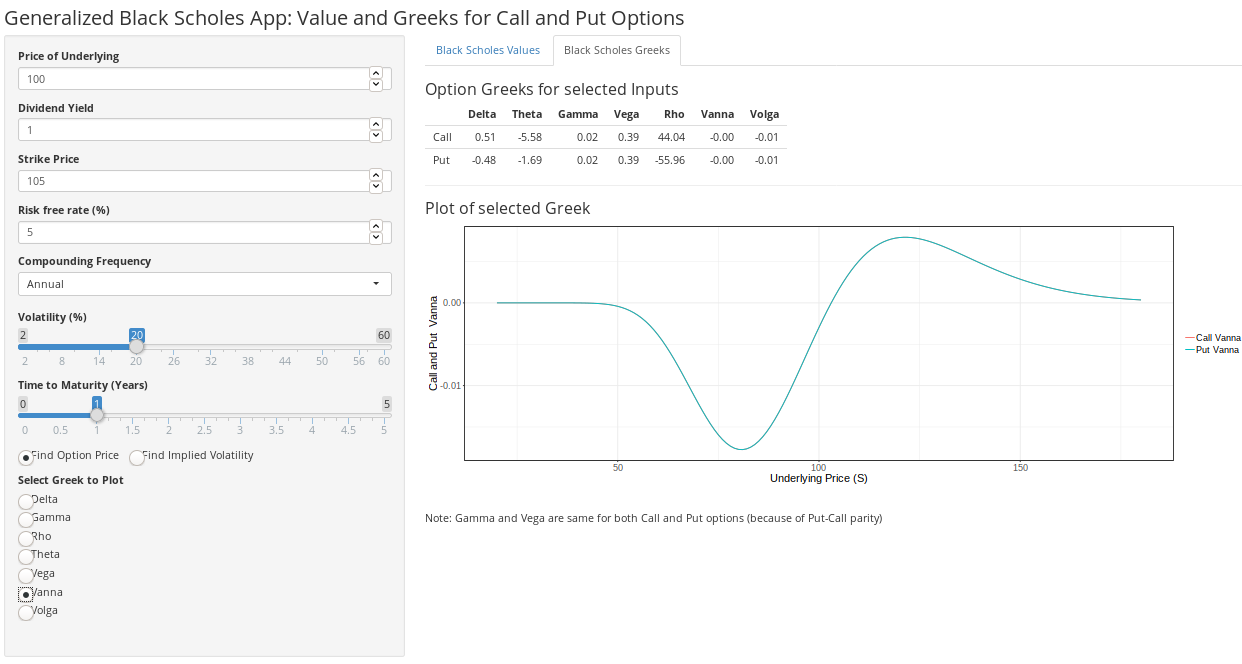 Generalized Black Scholes App: Value and Greeks for Call and Put Options
Price of Underlying
100
Dividend Yield
1
Strike Price
105
Risk free rate (%)
5
Compounding Frequency
Annual
Volatility (%)
2 20 60
2 8 14 20 26 32 38 44 50 56 60
Time to Maturity (Years)
0 1 5
0 0.5 1 1.5 2 2.5 3 3.5 4 4.5 5
Find Option Price Find Implied Volatility
Select Greek to Plot
Delta
Gamma
Rho
Theta
Vega
Vanna
Volga
Black Scholes Values Black Scholes Greeks
Option Greeks for selected Inputs
Delta Theta Gamma Vega Rho Vanna Volga
Call 0.51 -5.58 0.02 0.39 44.04 -0.00 -0.01
Put -0.48 -1.69 0.02 0.39 -55.96 -0.00 -0.01
Plot of selected Greek
Call and Put Vanna
0.00
-0.01
50 100 150
Underlying Price (S)
Call Vanna
Put Vanna
Note: Gamma and Vega are same for both Call and Put options (because of Put-Call parity)